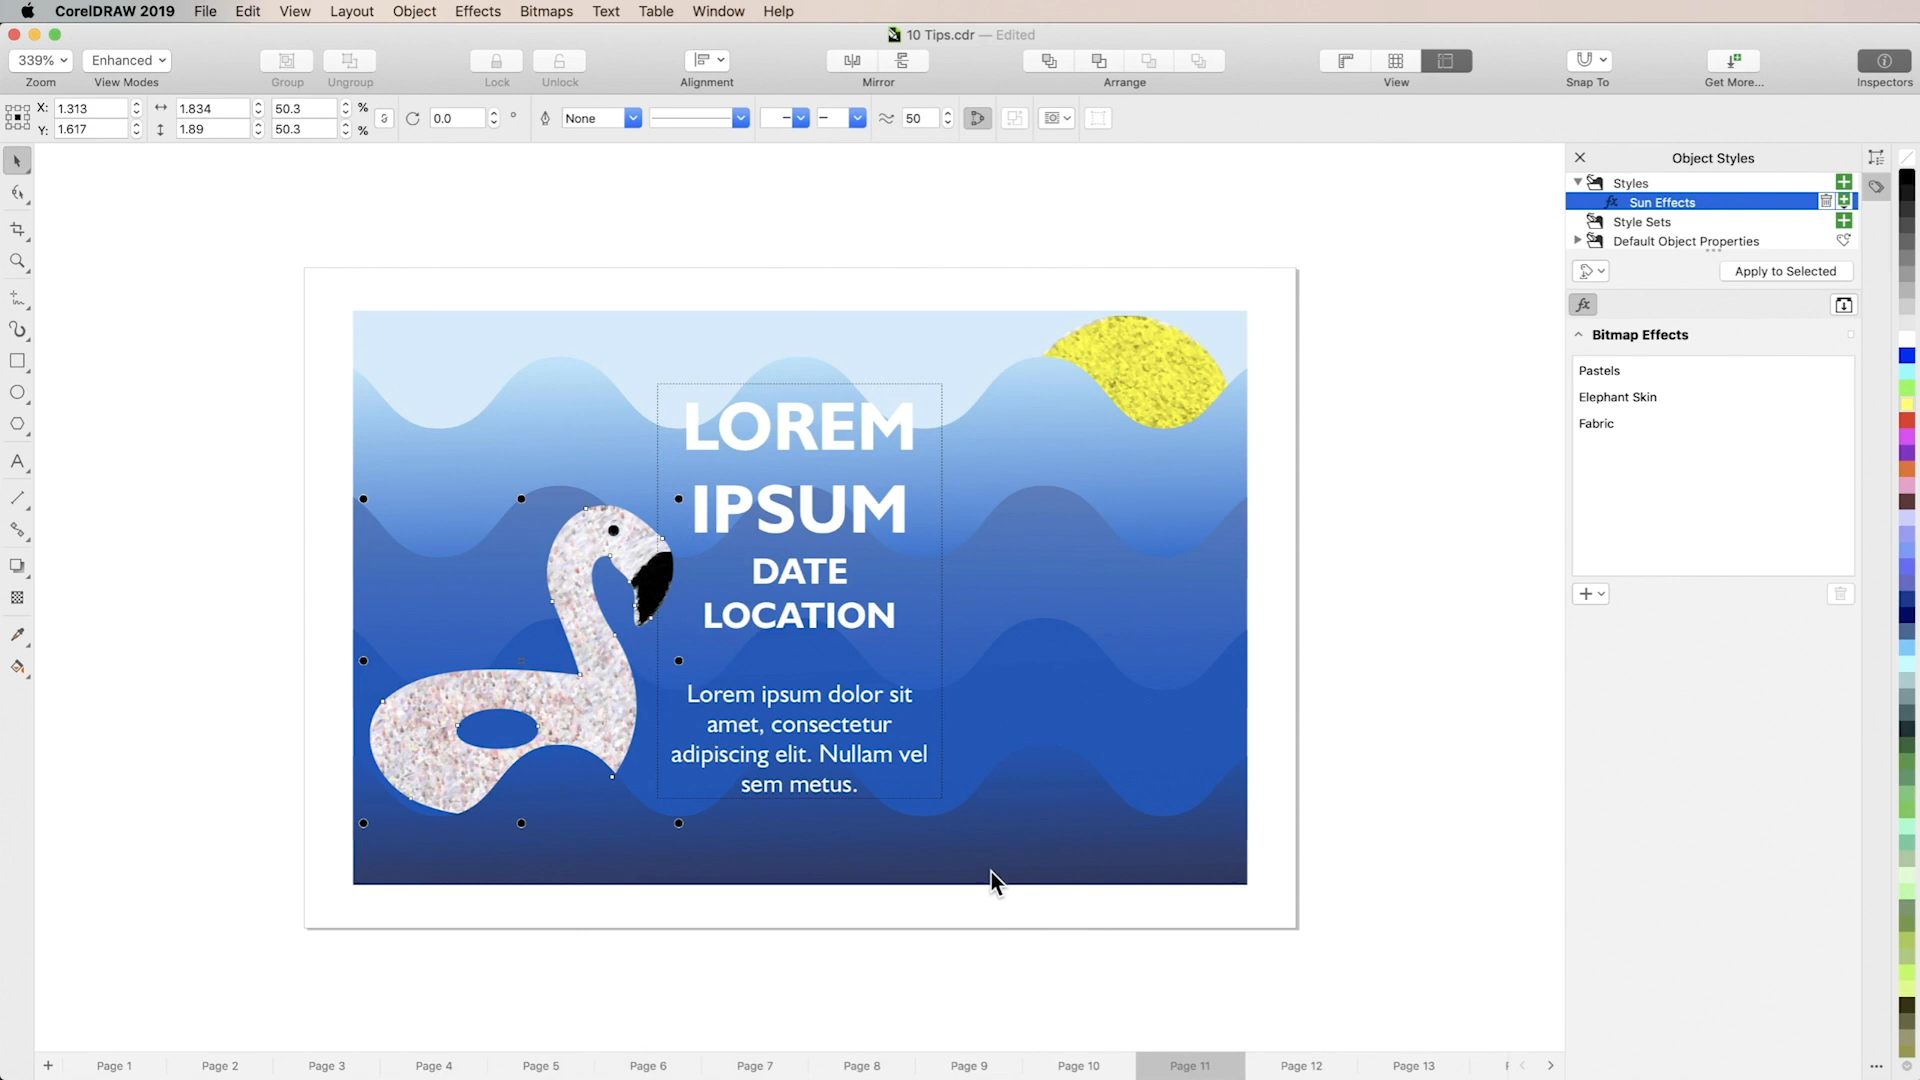 CorelDRAW 2019 File Edit View Layout Object Effects Bitmaps Text Table Window Help
10 Tips.cdr — Edited
339% Enhanced
Zoom View Modes Group Ungroup Lock Unlock Alignment Mirror Arrange View Snap To Get More... Inspectors
X: 1.313 1.834 50.3 %
Y: 1.617 1.89 50.3 %
0.0 °
None
50
Object Styles
Styles
Sun Effects
Style Sets
Default Object Properties
Apply to Selected
fx
Bitmap Effects
Pastels
Elephant Skin
Fabric
LOREM
IPSUM
DATE
LOCATION
Lorem ipsum dolor sit
amet, consectetur
adipiscing elit. Nullam vel
sem metus.
Page 1 Page 2 Page 3 Page 4 Page 5 Page 6 Page 7 Page 8 Page 9 Page 10 Page 11 Page 12 Page 13